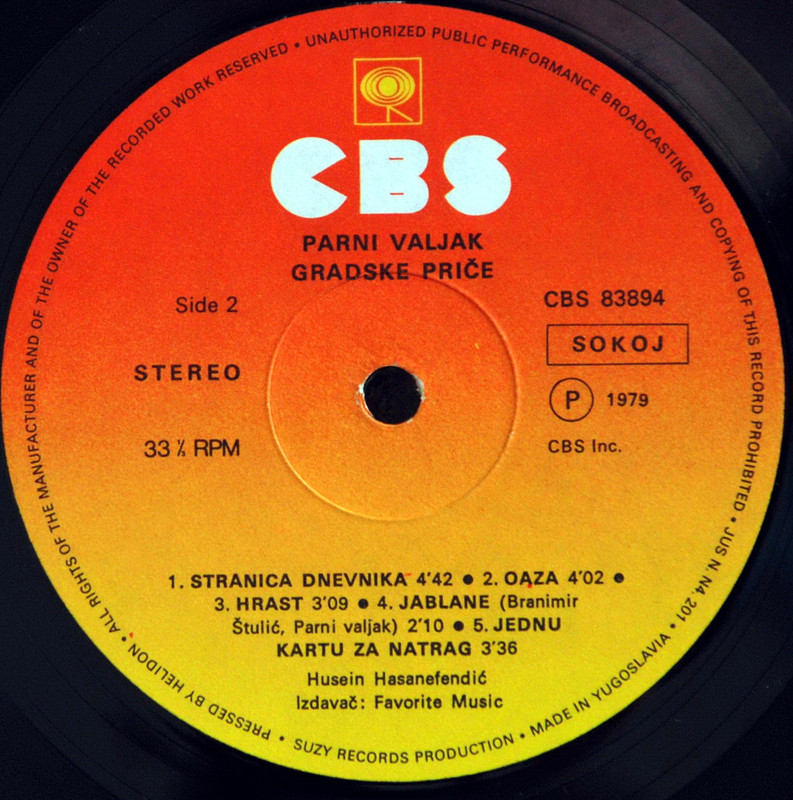 ALL RIGHTS OF THE MANUFACTURER AND OF THE OWNER OF THE RECORDED WORK RESERVED • UNAUTHORIZED PUBLIC PERFORMANCE BROADCASTING AND COPYING OF THIS RECORD PROHIBITED • JUS N. N4. 201 •
CBS
PARNI VALJAK
GRADSKE PRIČE
Side 2
CBS 83894
SOKOJ
STEREO
Ⓟ 1979
33 ⅓ RPM
CBS Inc.
1. STRANICA DNEVNIKA 4'42 ● 2. OAZA 4'02 ●
3. HRAST 3'09 ● 4. JABLANE (Branimir
Štulić, Parni valjak) 2'10 ● 5. JEDNU
KARTU ZA NATRAG 3'36
Husein Hasanefendić
Izdavač: Favorite Music
PRESSED BY HELIDON • SUZY RECORDS PRODUCTION • MADE IN YUGOSLAVIA •